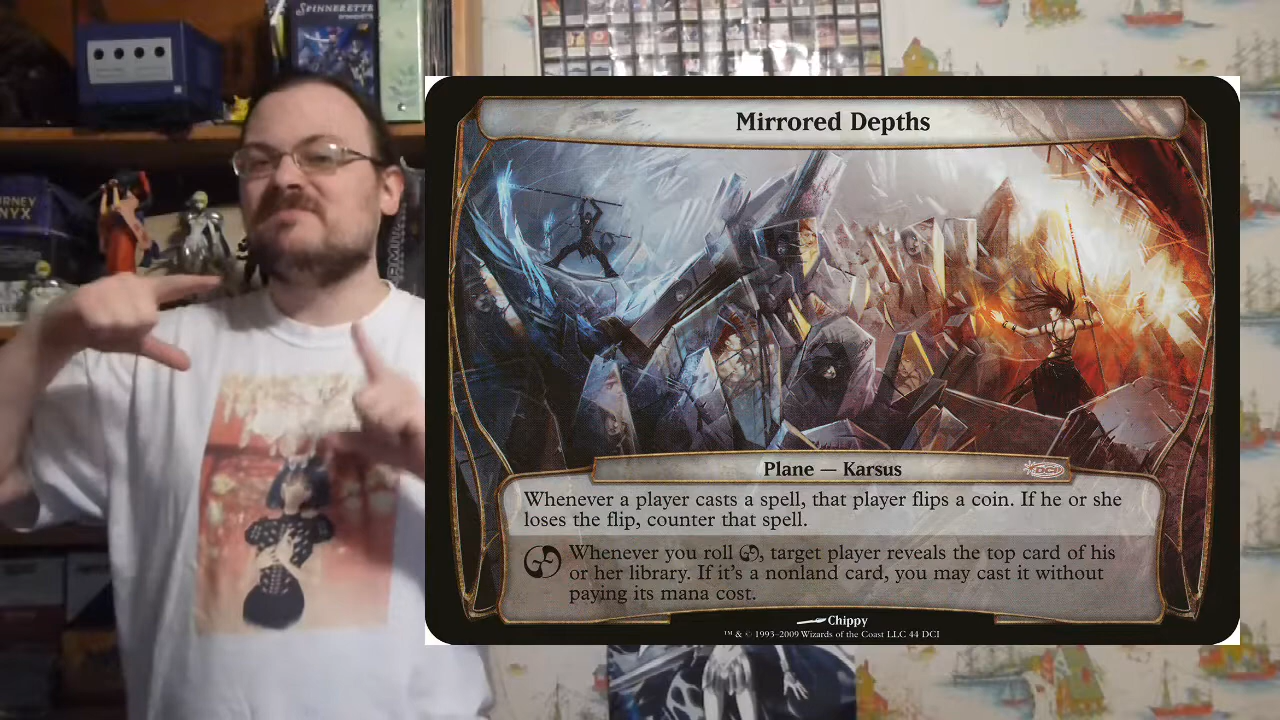 SPINNERETTE
URNEY
NYX
Mirrored Depths
Plane — Karsus
DCI
Whenever a player casts a spell, that player flips a coin. If he or she
loses the flip, counter that spell.
Whenever you roll , target player reveals the top card of his
or her library. If it's a nonland card, you may cast it without
paying its mana cost.
Chippy
™ & © 1993–2009 Wizards of the Coast LLC 44 DCI